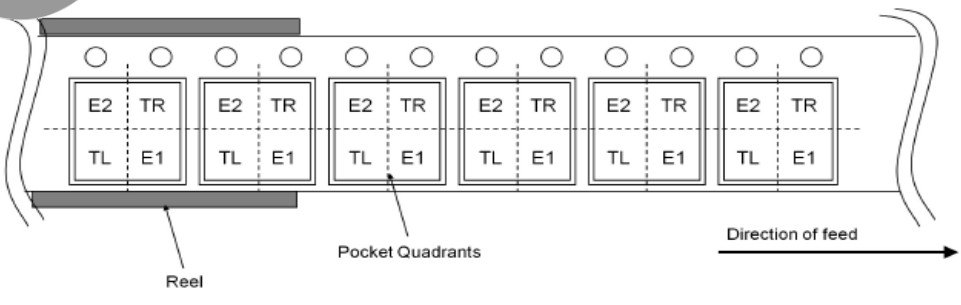 E2 TR E2 TR E2 TR E2 TR E2 TR E2 TR
TL E1 TL E1 TL E1 TL E1 TL E1 TL E1
Direction of feed
Pocket Quadrants
Reel